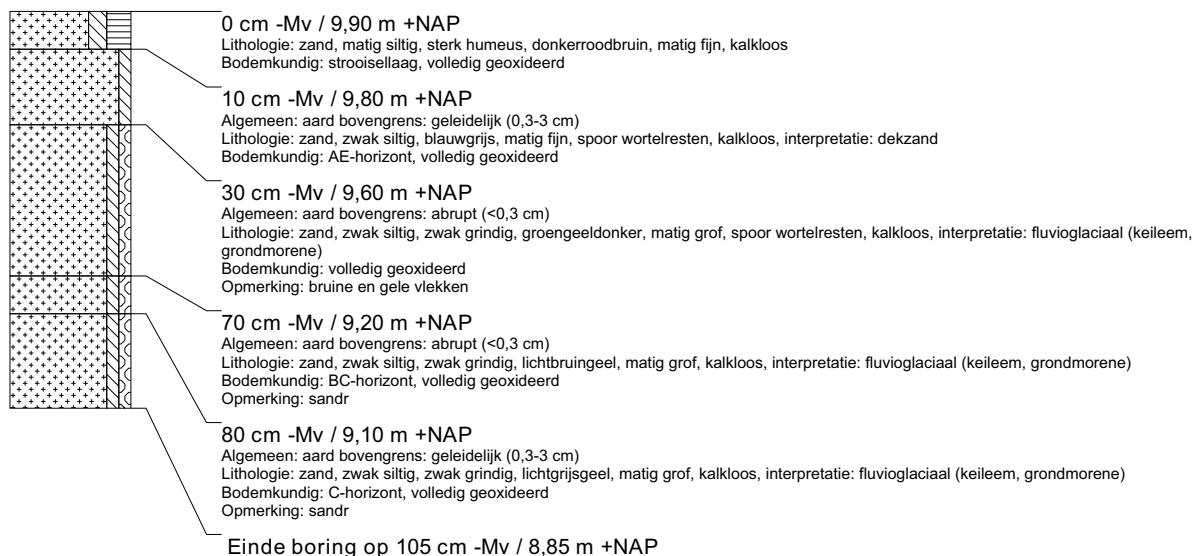 0 cm -Mv / 9,90 m +NAP
Lithologie: zand, matig siltig, sterk humeus, donkerroodbruin, matig fijn, kalkloos
Bodemkundig: strooisellaag, volledig geoxideerd
10 cm -Mv / 9,80 m +NAP
Algemeen: aard bovengrens: geleidelijk (0,3-3 cm)
Lithologie: zand, zwak siltig, blauwgrijs, matig fijn, spoor wortelresten, kalkloos, interpretatie: dekzand
Bodemkundig: AE-horizont, volledig geoxideerd
30 cm -Mv / 9,60 m +NAP
Algemeen: aard bovengrens: abrupt (<0,3 cm)
Lithologie: zand, zwak siltig, zwak grindig, groengeeldonker, matig grof, spoor wortelresten, kalkloos, interpretatie: fluvioglaciaal (keileem,
grondmorene)
Bodemkundig: volledig geoxideerd
Opmerking: bruine en gele vlekken
70 cm -Mv / 9,20 m +NAP
Algemeen: aard bovengrens: abrupt (<0,3 cm)
Lithologie: zand, zwak siltig, zwak grindig, lichtbruingeel, matig grof, kalkloos, interpretatie: fluvioglaciaal (keileem, grondmorene)
Bodemkundig: BC-horizont, volledig geoxideerd
Opmerking: sandr
80 cm -Mv / 9,10 m +NAP
Algemeen: aard bovengrens: geleidelijk (0,3-3 cm)
Lithologie: zand, zwak siltig, zwak grindig, lichtgrijsgeel, matig grof, kalkloos, interpretatie: fluvioglaciaal (keileem, grondmorene)
Bodemkundig: C-horizont, volledig geoxideerd
Opmerking: sandr
Einde boring op 105 cm -Mv / 8,85 m +NAP